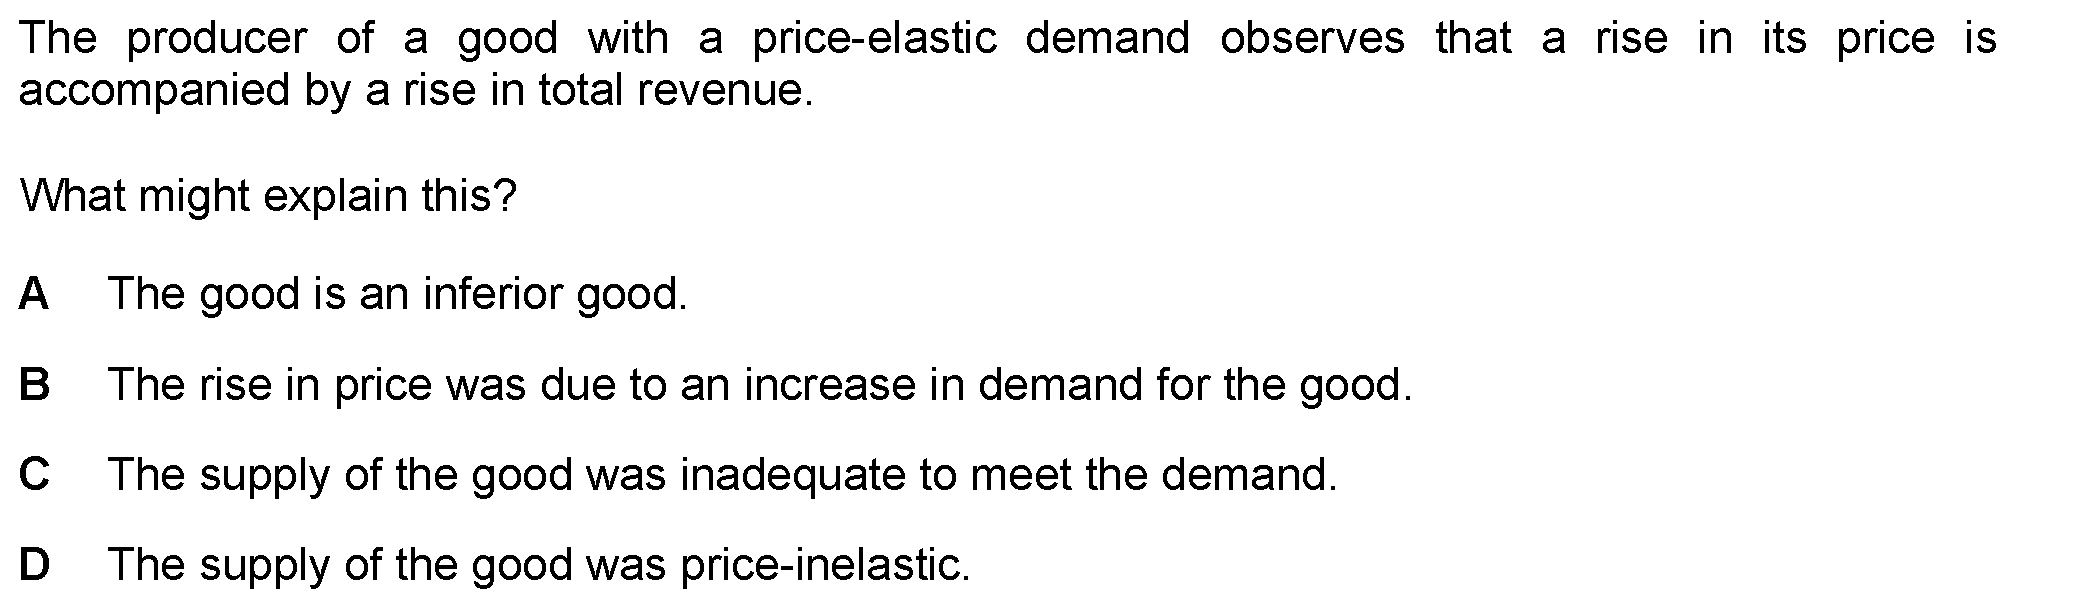 The producer of a good with a price-elastic demand observes that a rise in its price is
accompanied by a rise in total revenue.
What might explain this?
A The good is an inferior good.
B The rise in price was due to an increase in demand for the good.
C The supply of the good was inadequate to meet the demand.
D The supply of the good was price-inelastic.